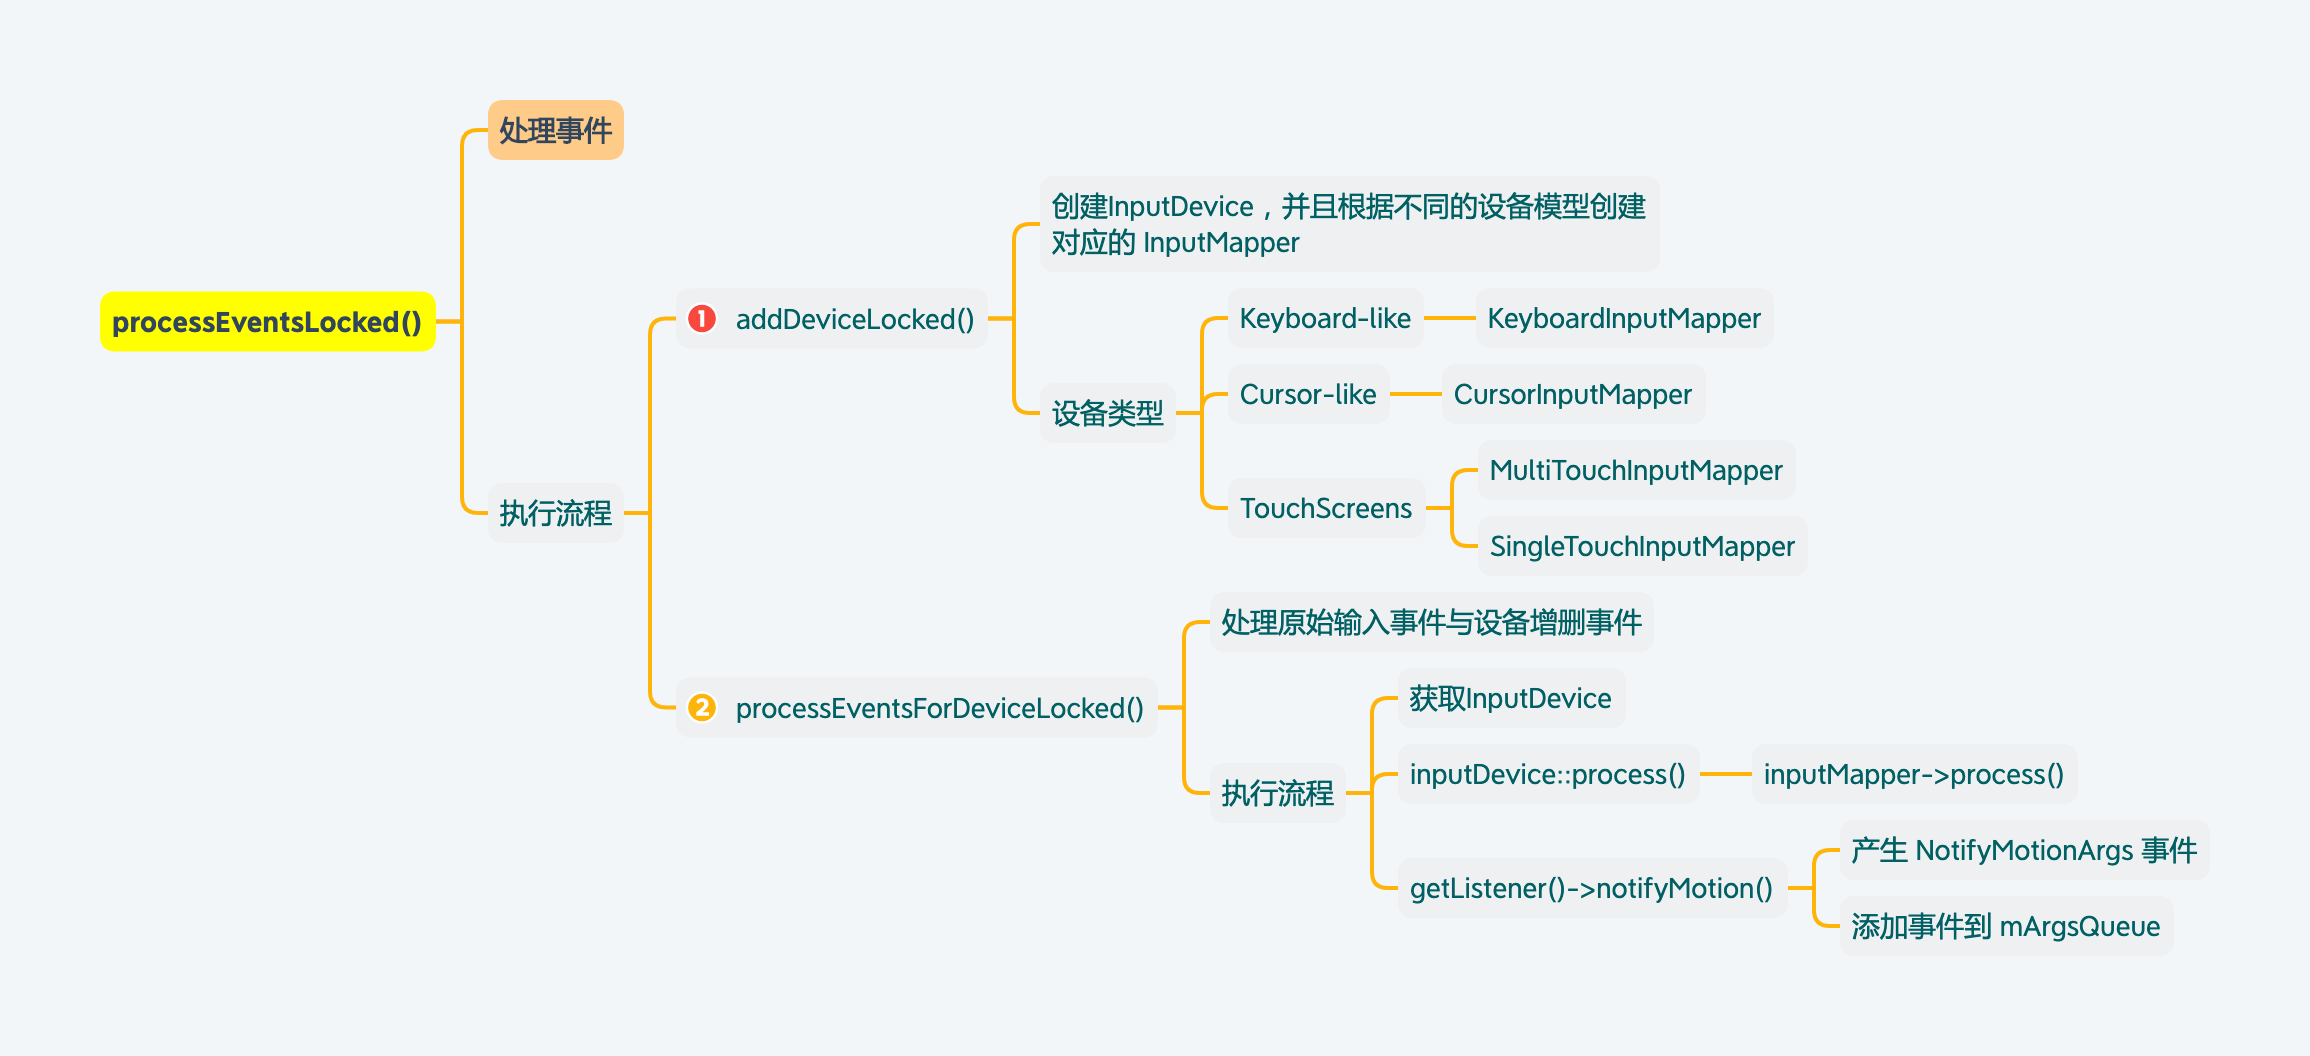 processEventsLocked()
处理事件
执行流程
1 addDeviceLocked()
创建InputDevice，并且根据不同的设备模型创建
对应的 InputMapper
设备类型
Keyboard-like
KeyboardInputMapper
Cursor-like
CursorInputMapper
TouchScreens
MultiTouchInputMapper
SingleTouchInputMapper
2 processEventsForDeviceLocked()
处理原始输入事件与设备增删事件
执行流程
获取InputDevice
inputDevice::process()
inputMapper->process()
getListener()->notifyMotion()
产生 NotifyMotionArgs 事件
添加事件到 mArgsQueue